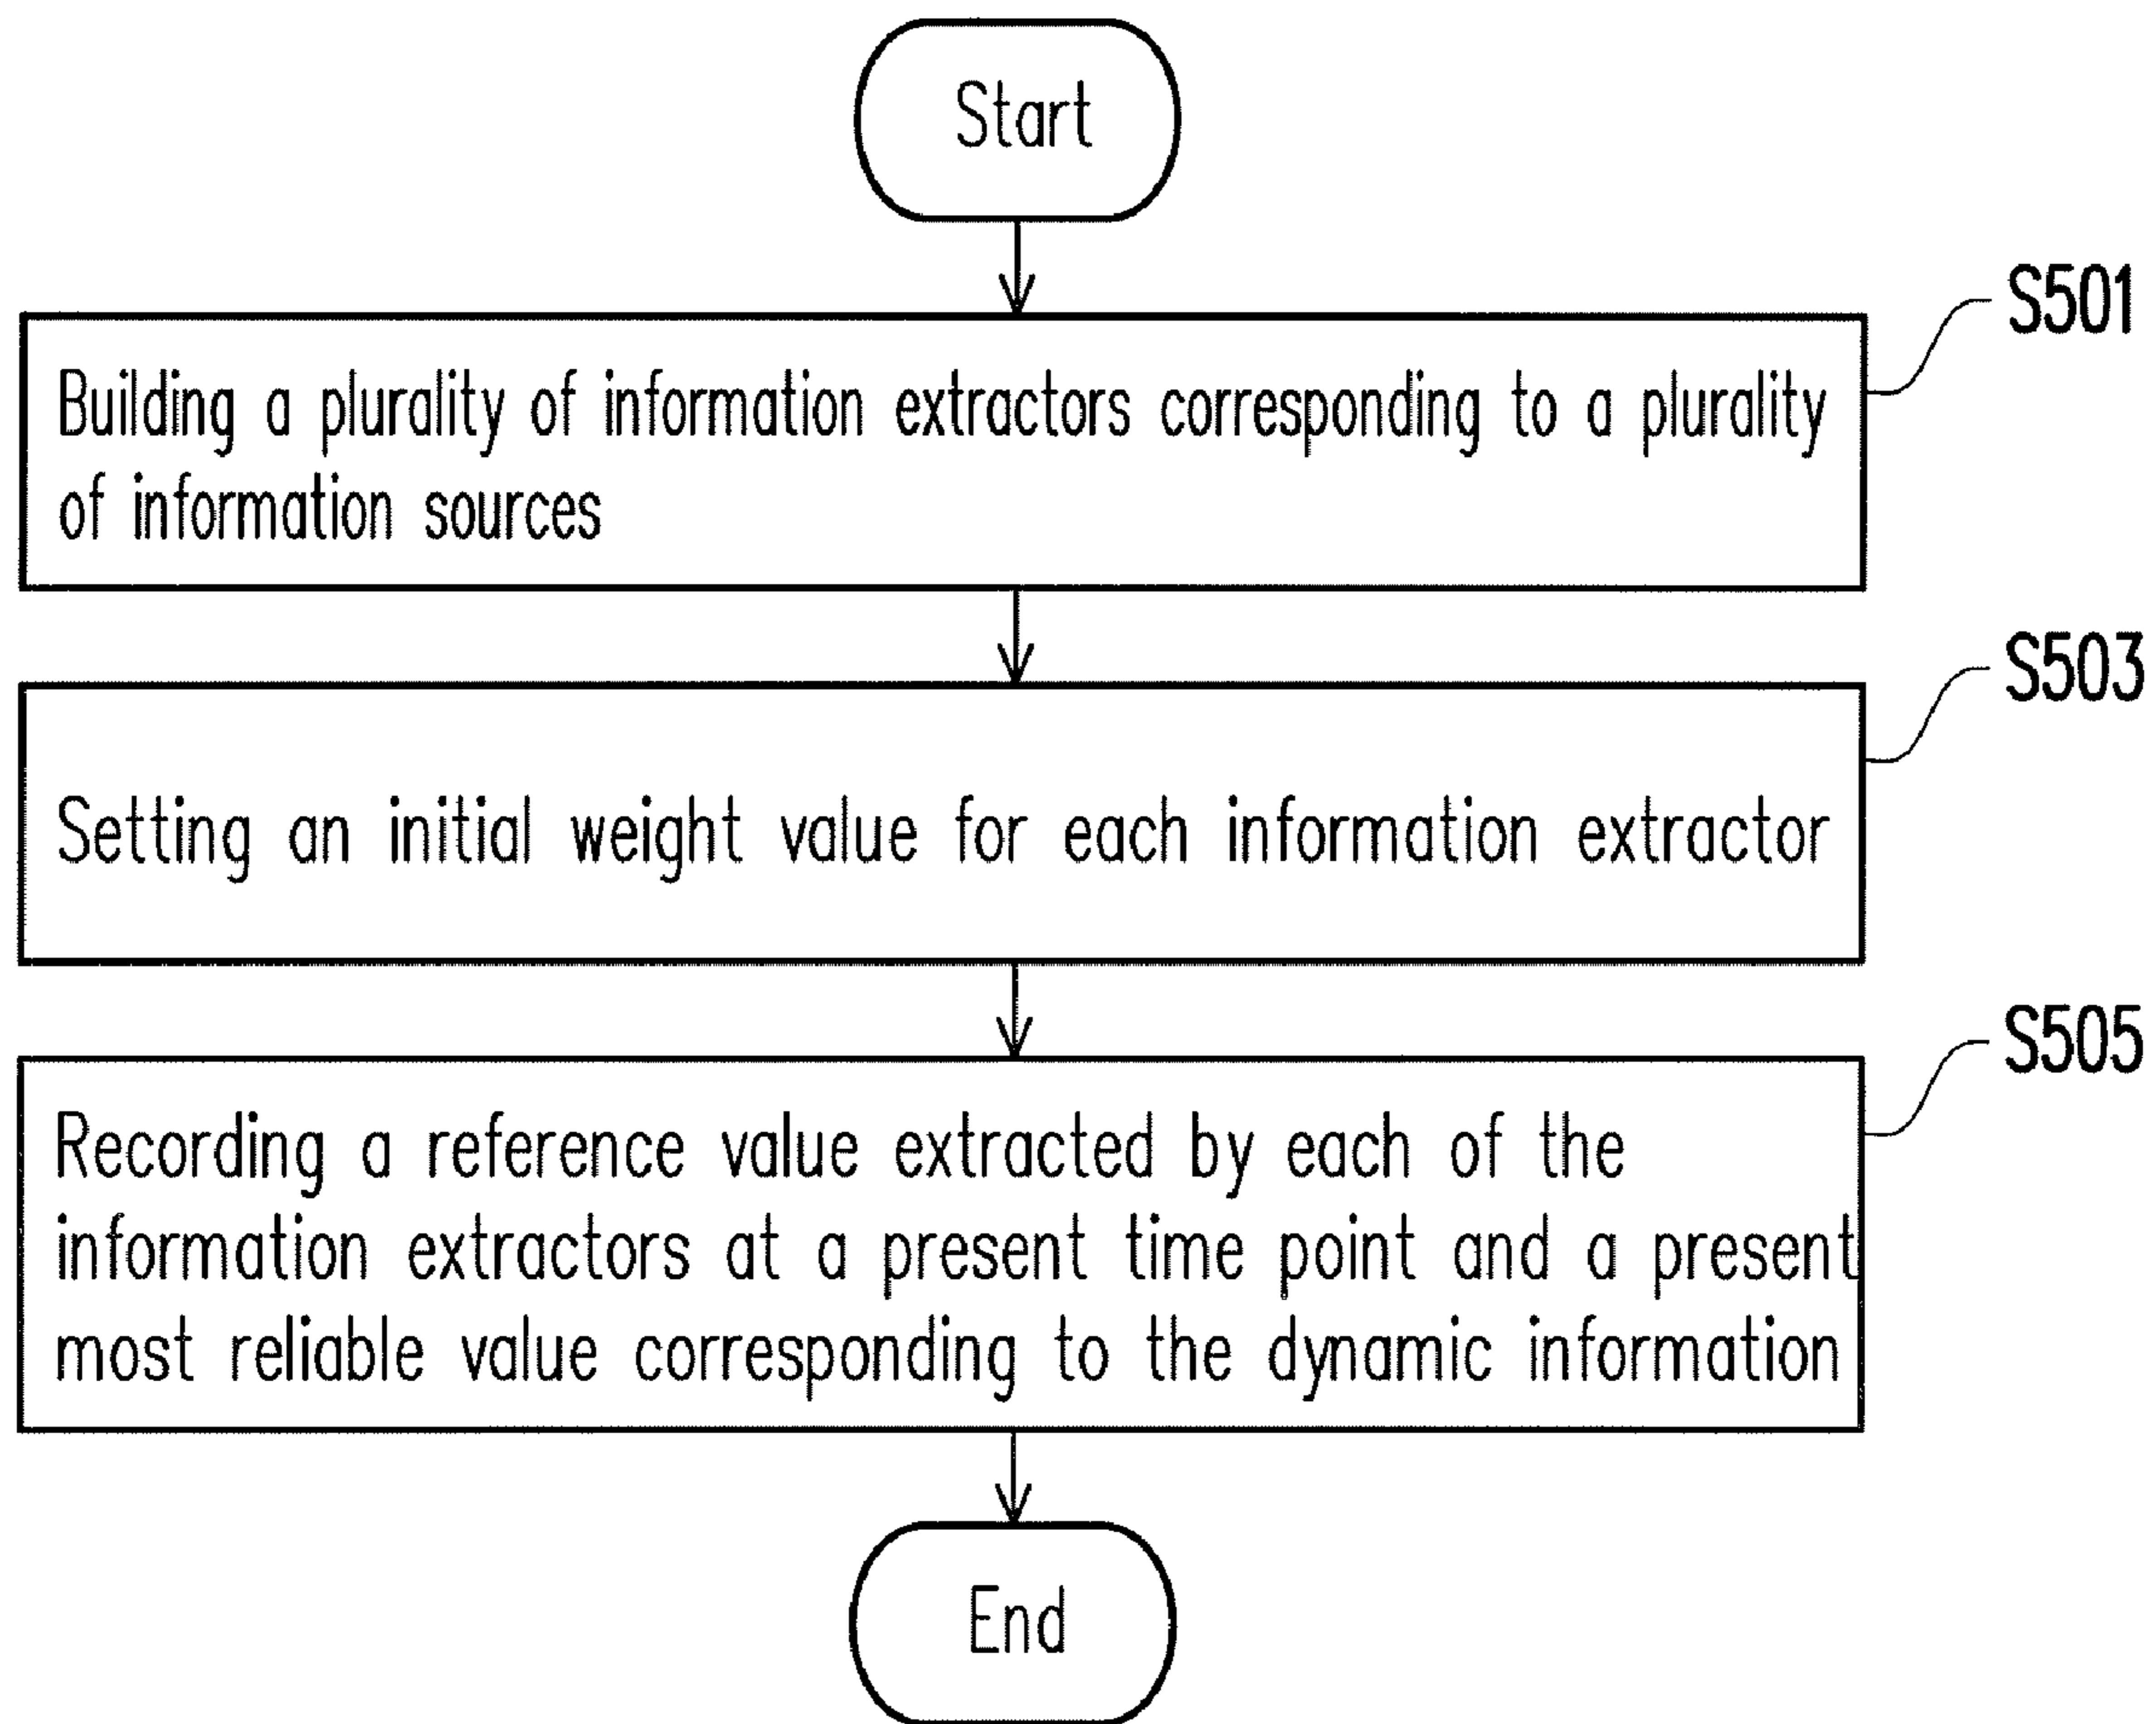 Start
S501
Building a plurality of information extractors corresponding to a plurality
of information sources
S503
Setting an initial weight value for each information extractor
S505
Recording a reference value extracted by each of the
information extractors at a present time point and a present
most reliable value corresponding to the dynamic information
End